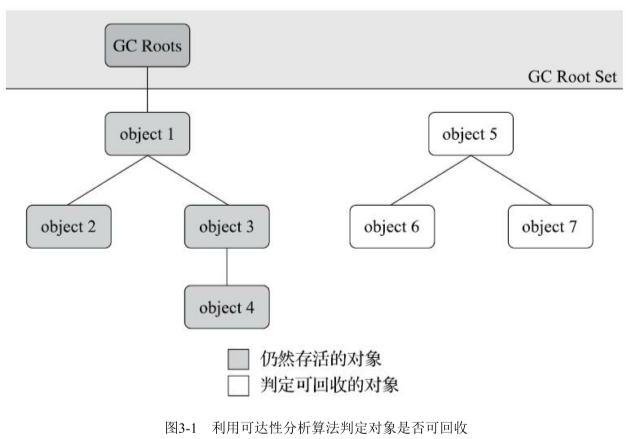 GC Roots
GC Root Set
object 1
object 5
object 2
object 3
object 6
object 7
object 4
仍然存活的对象
判定可回收的对象
图3-1 利用可达性分析算法判定对象是否可回收